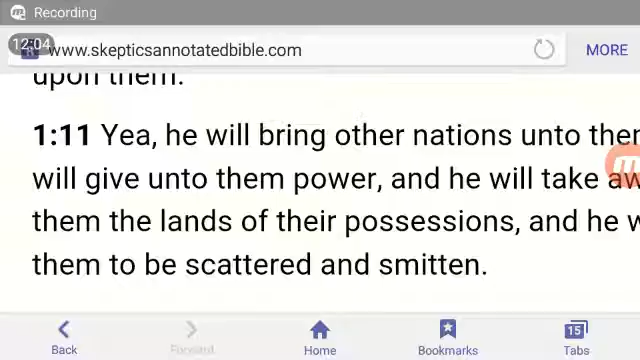 Recording
12:04
www.skepticsannotatedbible.com
MORE
upon them.
1:11 Yea, he will bring other nations unto
will give unto them power, and he will take
them the lands of their possessions, and he
them to be scattered and smitten.
Back
Forward
Home
Bookmarks
15
Tabs